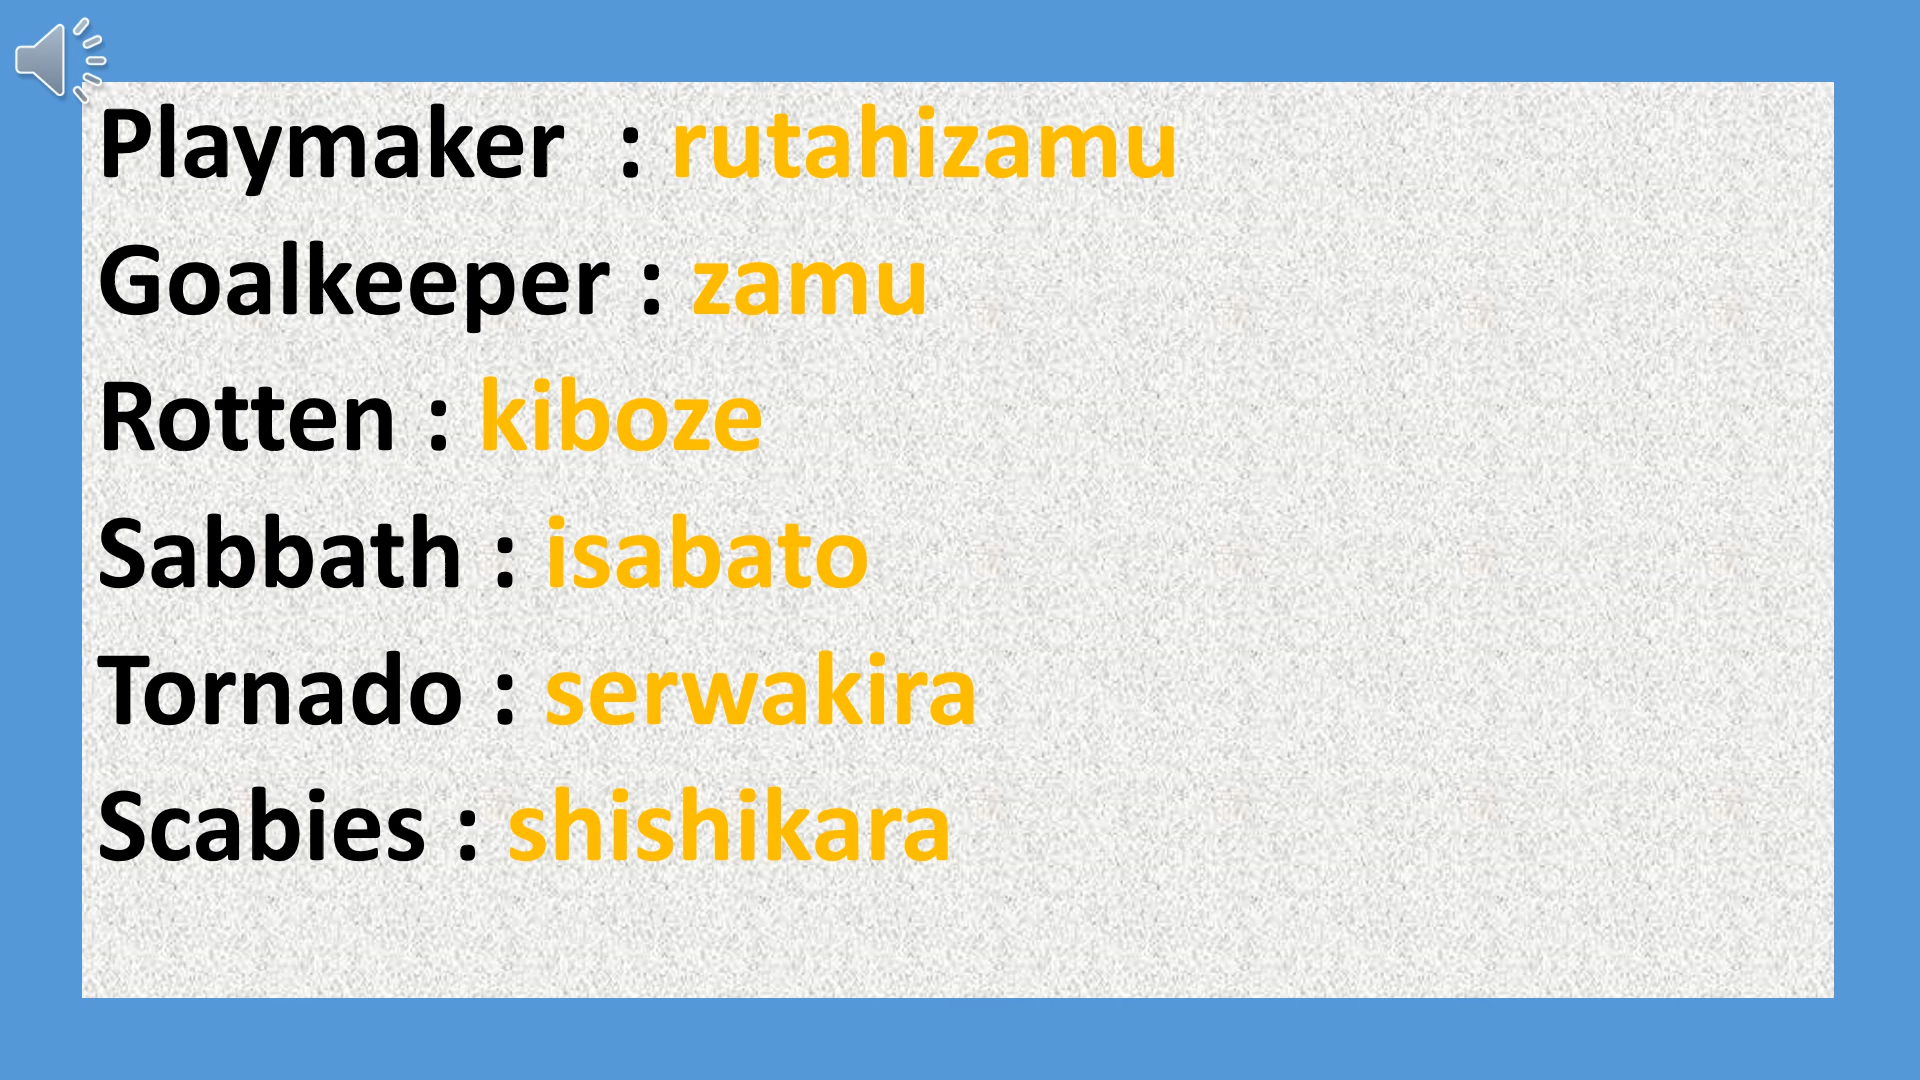 Playmaker : rutahizamu
Goalkeeper : zamu
Rotten : kiboze
Sabbath : isabato
Tornado : serwakira
Scabies : shishikara